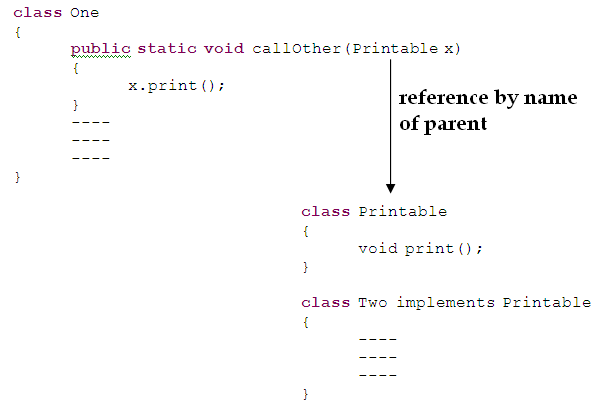 class One
{
public static void callOther(Printable x)
{
x.print();
}
----
----
----
}
reference by name
of parent
class Printable
{
void print();
}
class Two implements Printable
{
----
----
----
}